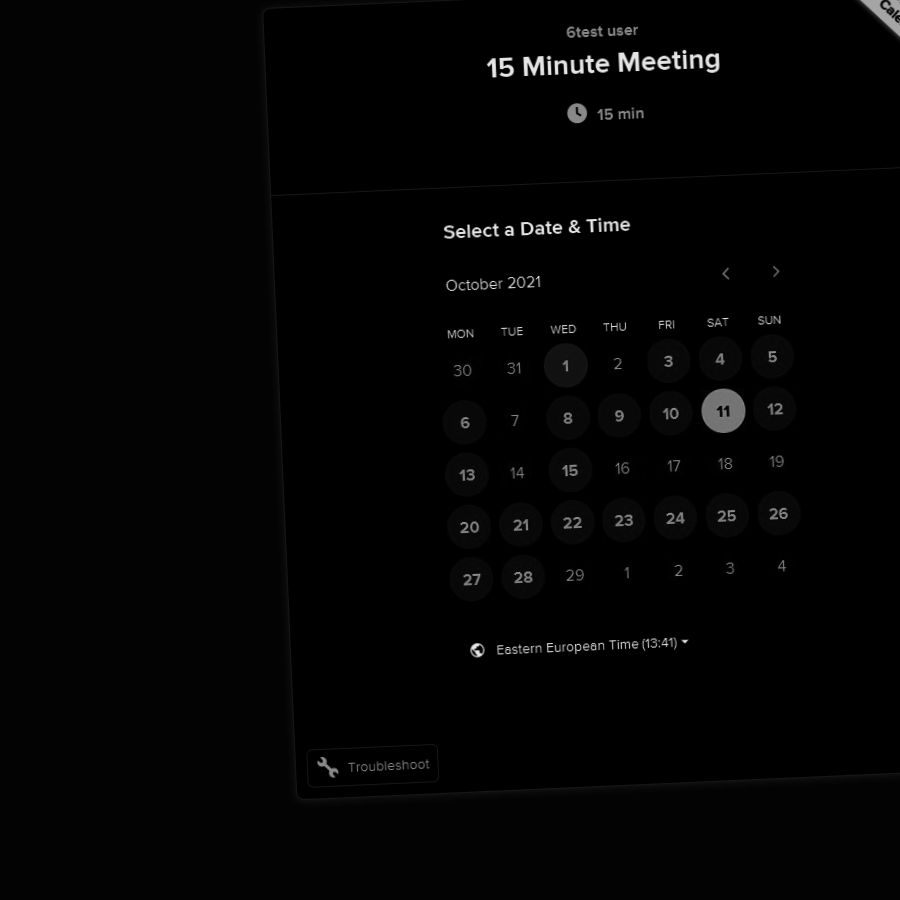 6test user
15 Minute Meeting
15 min
Select a Date & Time
October 2021
MON TUE WED THU FRI SAT SUN
30 31 1 2 3 4 5
6 7 8 9 10 11 12
13 14 15 16 17 18 19
20 21 22 23 24 25 26
27 28 29 1 2 3 4
Eastern European Time (13:41)
Troubleshoot